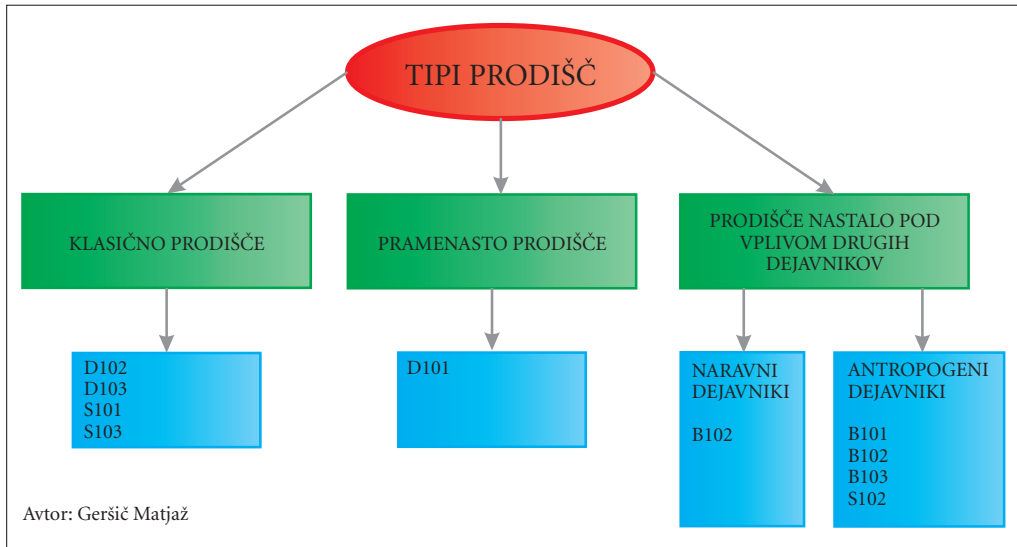 TIPI PRODIŠČ
KLASIČNO PRODIŠČE
PRAMENASTO PRODIŠČE
PRODIŠČE NASTALO POD
VPLIVOM DRUGIH
DEJAVNIKOV
D102
D103
S101
S103
D101
NARAVNI
DEJAVNIKI
B102
ANTROPOGENI
DEJAVNIKI
B101
B102
B103
S102
Avtor: Geršič Matjaž